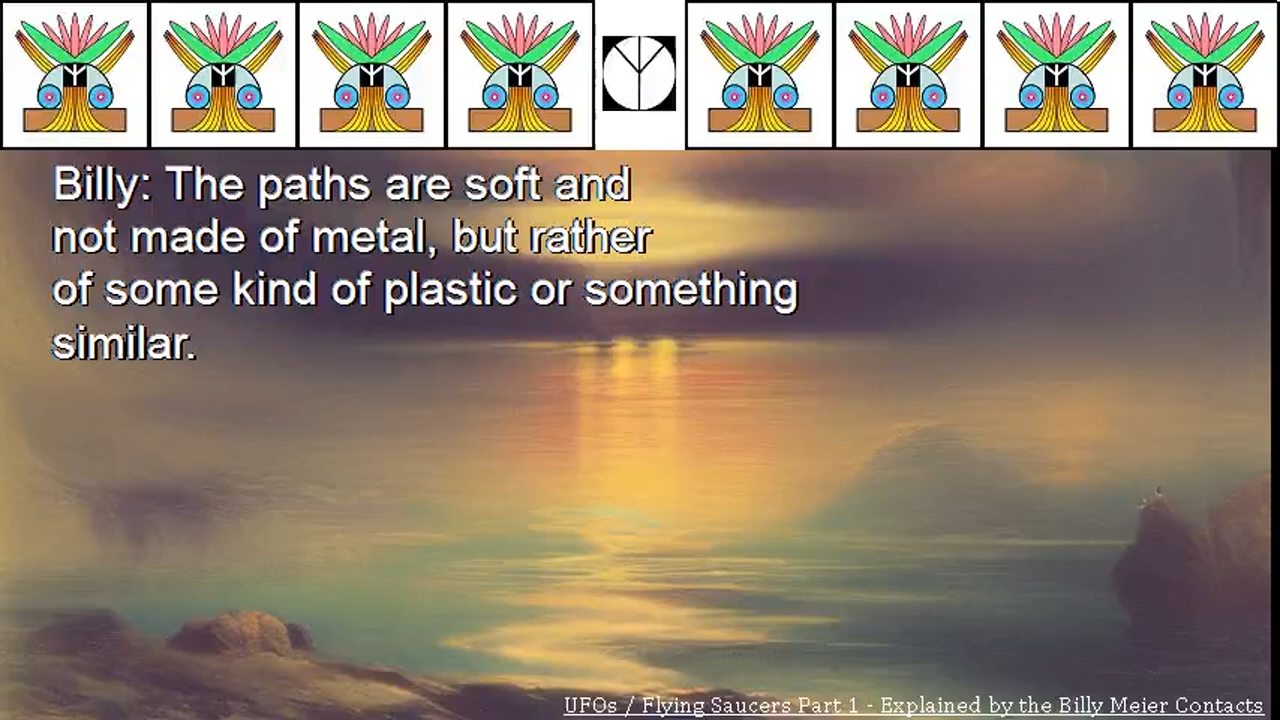 Billy: The paths are soft and
not made of metal, but rather
of some kind of plastic or something
similar.
UFOs / Flying Saucers Part 1 - Explained by the Billy Meier Contacts